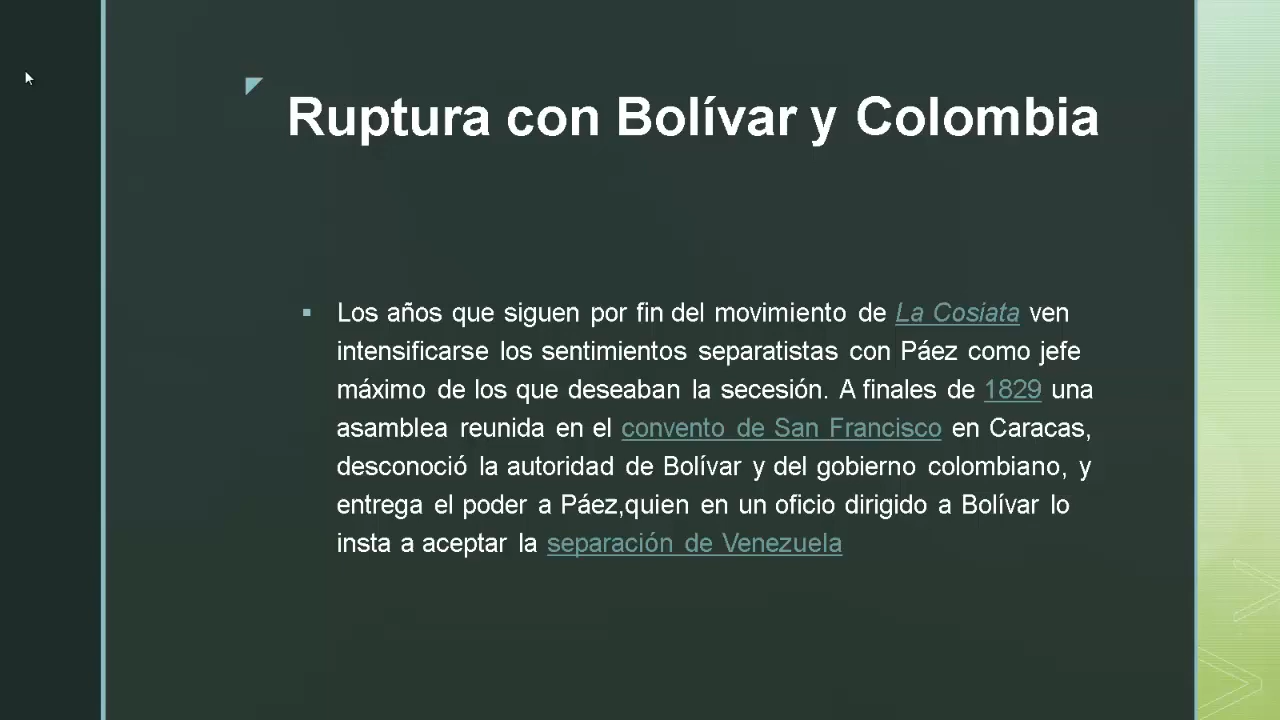 Ruptura con Bolívar y Colombia
Los años que siguen por fin del movimiento de La Cosiata ven
intensificarse los sentimientos separatistas con Páez como jefe
máximo de los que deseaban la secesión. A finales de 1829 una
asamblea reunida en el convento de San Francisco en Caracas,
desconoció la autoridad de Bolívar y del gobierno colombiano, y
entrega el poder a Páez,quien en un oficio dirigido a Bolívar lo
insta a aceptar la separación de Venezuela